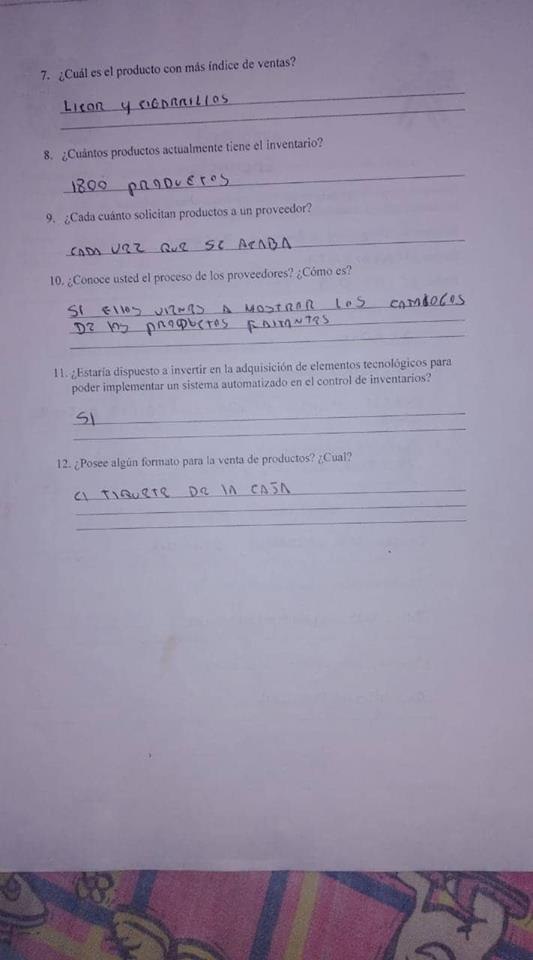 7. ¿Cuál es el producto con más índice de ventas?
LICOR Y CIGARRILLOS
8. ¿Cuántos productos actualmente tiene el inventario?
1800 PRODUCTOS
9. ¿Cada cuánto solicitan productos a un proveedor?
CADA VEZ QUE SE ACABA
10. ¿Conoce usted el proceso de los proveedores? ¿Cómo es?
SI ELLOS VIENES A MOSTRAR LOS CATALOGOS
DE LOS PRODUCTOS FALTANTES
11. ¿Estaría dispuesto a invertir en la adquisición de elementos tecnológicos para
poder implementar un sistema automatizado en el control de inventarios?
SI
12. ¿Posee algún formato para la venta de productos? ¿Cual?
El TIQUETE DE LA CAJA